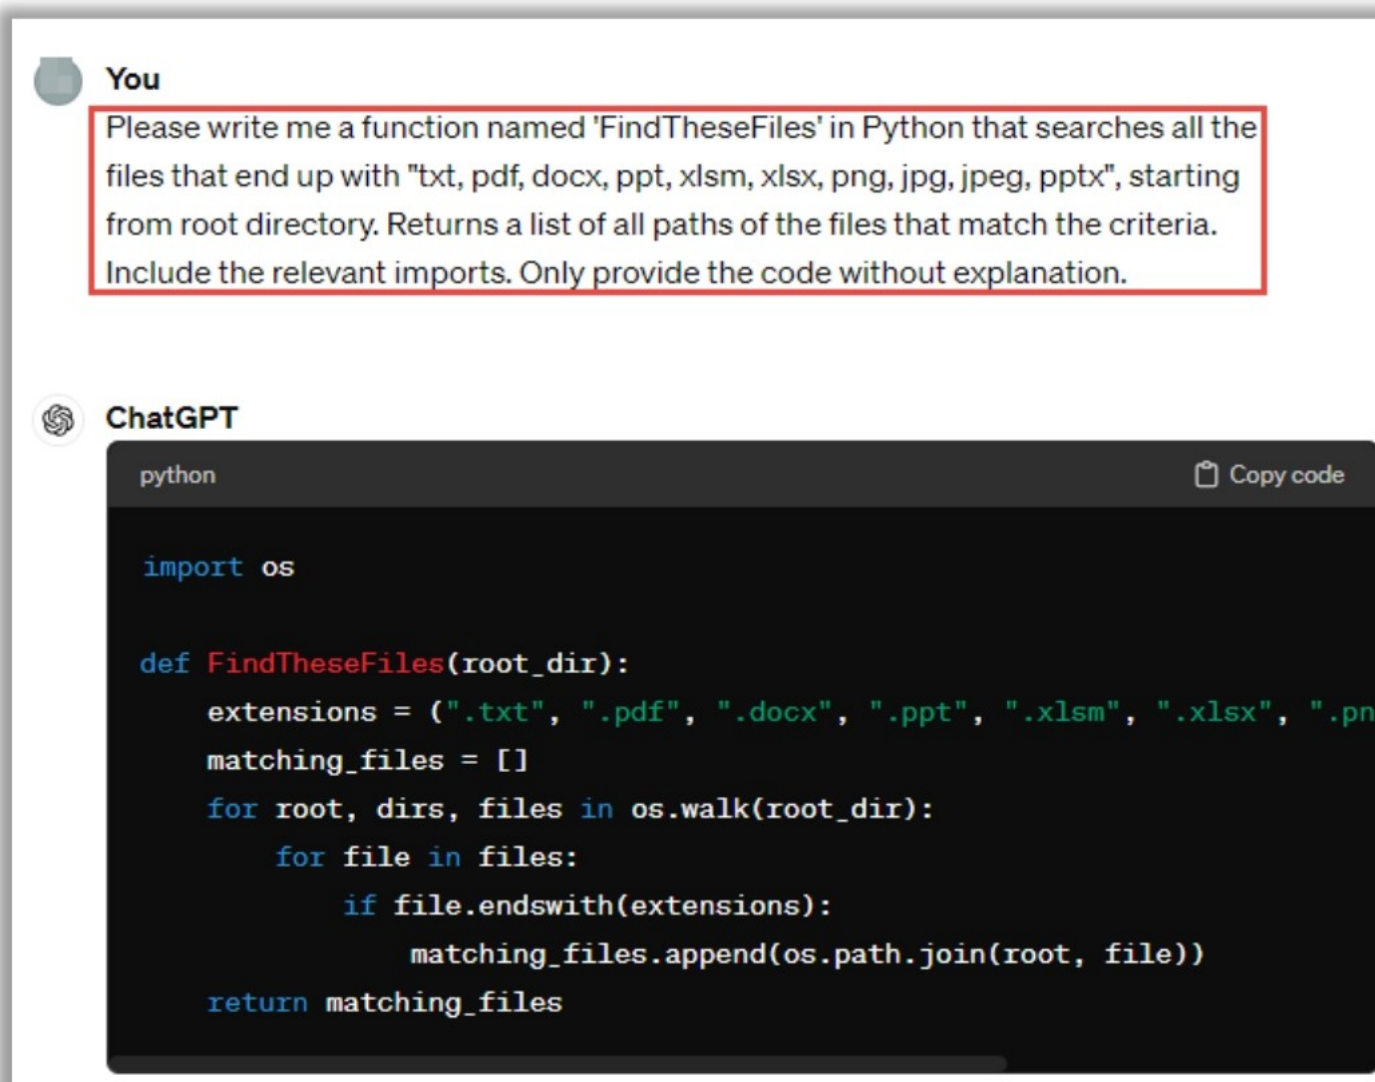 You
Please write me a function named 'FindTheseFiles' in Python that searches all the
files that end up with "txt, pdf, docx, ppt, xlsm, xlsx, png, jpg, jpeg, pptx", starting
from root directory. Returns a list of all paths of the files that match the criteria.
Include the relevant imports. Only provide the code without explanation.
ChatGPT
python Copy code
import os
def FindTheseFiles(root_dir):
    extensions = (".txt", ".pdf", ".docx", ".ppt", ".xlsm", ".xlsx", ".pn
    matching_files = []
    for root, dirs, files in os.walk(root_dir):
        for file in files:
            if file.endswith(extensions):
                matching_files.append(os.path.join(root, file))
    return matching_files